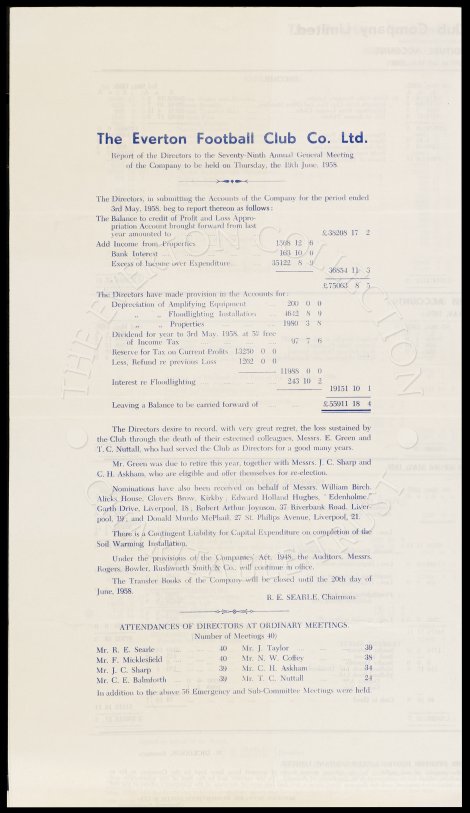 The Everton Football Club Co. Ltd.
Report of the Directors to the Seventy-Ninth Annual General Meeting
of the Company to be held on Thursday, the 19th June, 1958.
The Directors, in submitting the Accounts of the Company for the period ended
3rd May, 1958, beg to report thereon as follows:
The Balance to credit of Profit and Loss Appro-
priation Account brought forward from last
year amounted to £38208 17 2
Add Income from Properties 1568 12 6
Bank Interest 163 10 0
Excess of Income over Expenditure 35122 8 9
36854 11 3
£75063 8 5
The Directors have made provision in the Accounts for:
Depreciation of Amplifying Equipment 200 0 0
„ „ Floodlighting Installation 4642 8 9
„ „ Properties 1980 3 8
Dividend for year to 3rd May, 1958, at 5% free
of Income Tax 97 7 6
Reserve for Tax on Current Profits 13250 0 0
Less, Refund re previous Loss 1262 0 0
11988 0 0
Interest re Floodlighting 243 10 2
19151 10 1
Leaving a Balance to be carried forward of £55911 18 4
The Directors desire to record, with very great regret, the loss sustained by
the Club through the death of their esteemed colleagues, Messrs. E. Green and
T. C. Nuttall, who had served the Club as Directors for a good many years.
Mr. Green was due to retire this year, together with Messrs. J. C. Sharp and
C. H. Askham, who are eligible and offer themselves for re-election.
Nominations have also been received on behalf of Messrs. William Birch,
Alicks House, Glovers Brow, Kirkby; Edward Holland Hughes, "Edenholme,"
Garth Drive, Liverpool, 18; Robert Arthur Joynson, 57 Riverbank Road, Liver-
pool, 19; and Donald Murdo McPhail, 27 St. Philips Avenue, Liverpool, 21.
There is a Contingent Liability for Capital Expenditure on completion of the
Soil Warming Installation.
Under the provisions of the Companies' Act, 1948, the Auditors, Messrs.
Rogers, Bowler, Rushworth Smith & Co., will continue in office.
The Transfer Books of the Company will be closed until the 20th day of
June, 1958.
R. E. SEARLE, Chairman.
ATTENDANCES OF DIRECTORS AT ORDINARY MEETINGS
(Number of Meetings 40)
Mr. R. E. Searle 40 Mr. J. Taylor 39
Mr. F. Micklesfield 40 Mr. N. W. Coffey 38
Mr. J. C. Sharp 39 Mr. C. H. Askham 34
Mr. C. E. Balmforth 39 Mr. T. C. Nuttall 24
In addition to the above 56 Emergency and Sub-Committee Meetings were held.
THE EVERTON COLLECTION